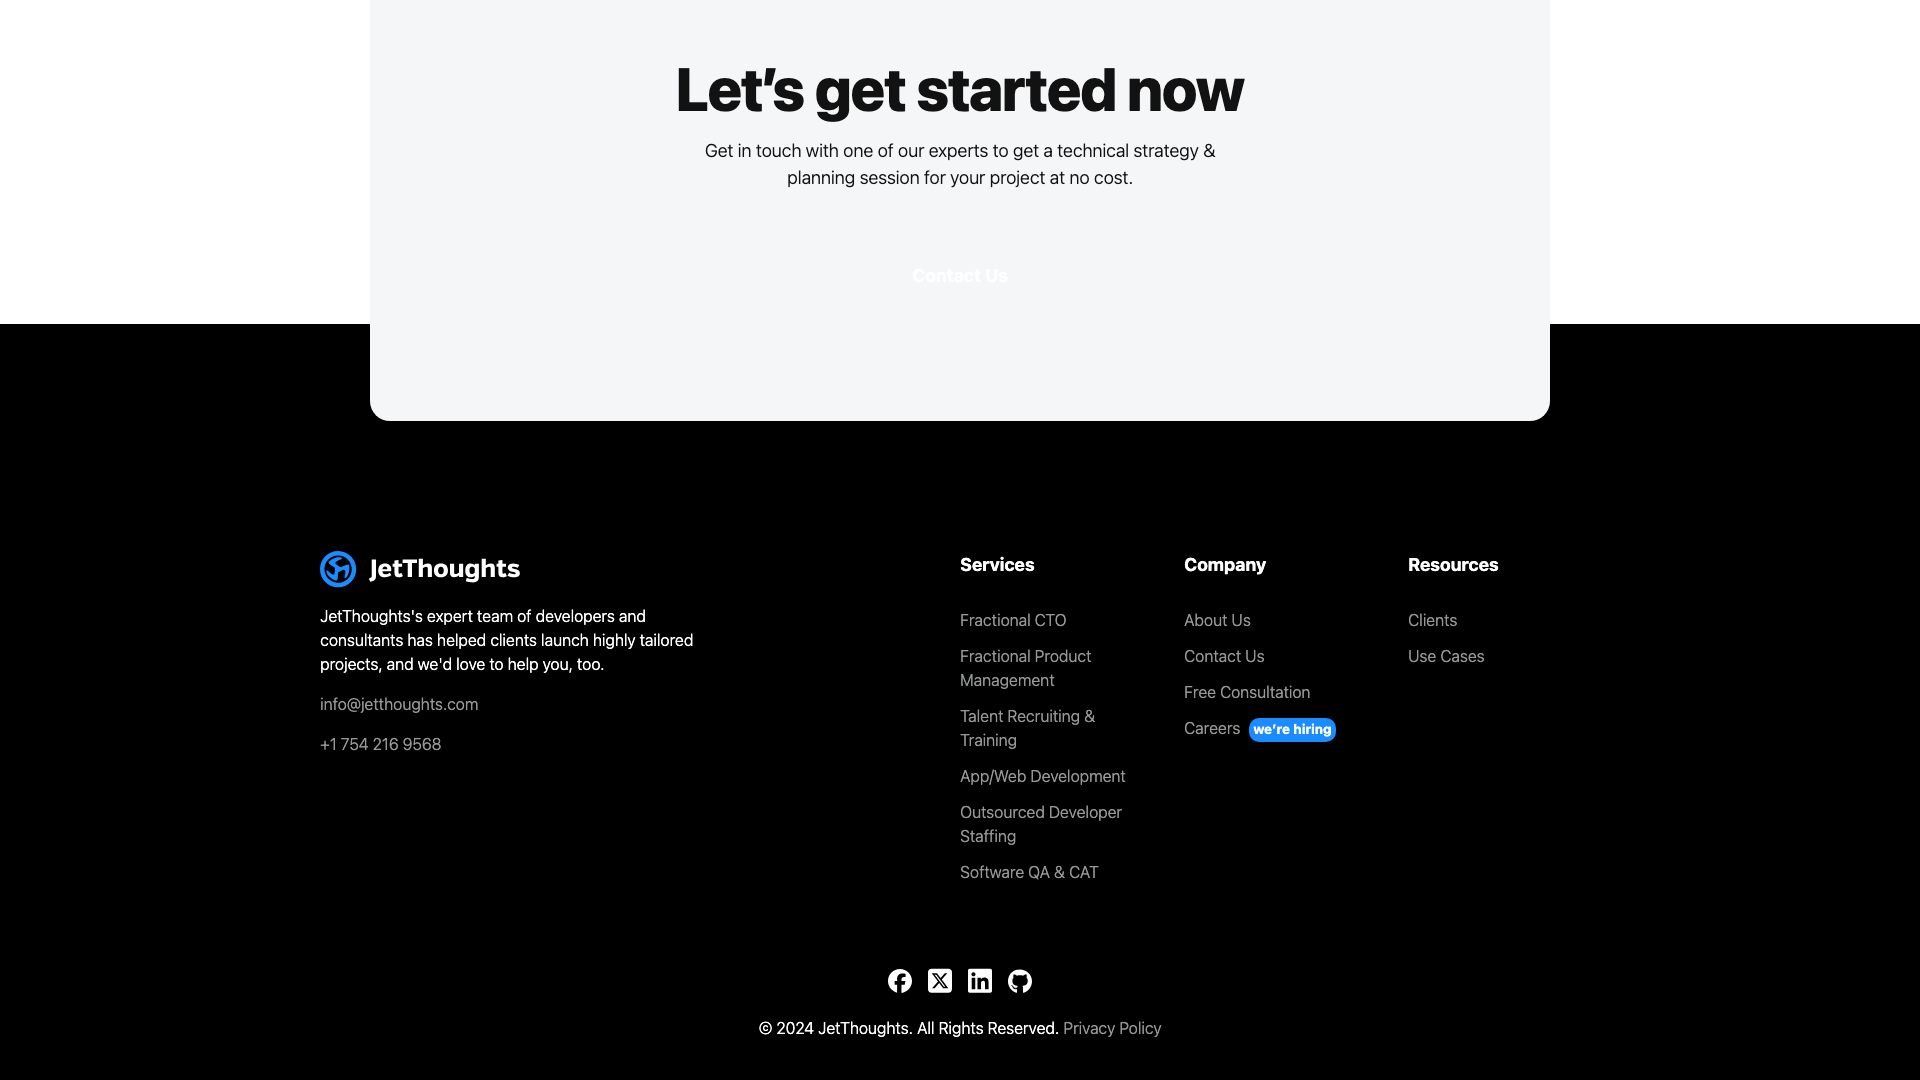 Let's get started now
Get in touch with one of our experts to get a technical strategy &
planning session for your project at no cost.
Contact Us
JetThoughts
JetThoughts's expert team of developers and
consultants has helped clients launch highly tailored
projects, and we'd love to help you, too.
info@jetthoughts.com
+1 754 216 9568
Services
Fractional CTO
Fractional Product
Management
Talent Recruiting &
Training
App/Web Development
Outsourced Developer
Staffing
Software QA & CAT
Company
About Us
Contact Us
Free Consultation
Careers we're hiring
Resources
Clients
Use Cases
© 2024 JetThoughts. All Rights Reserved. Privacy Policy